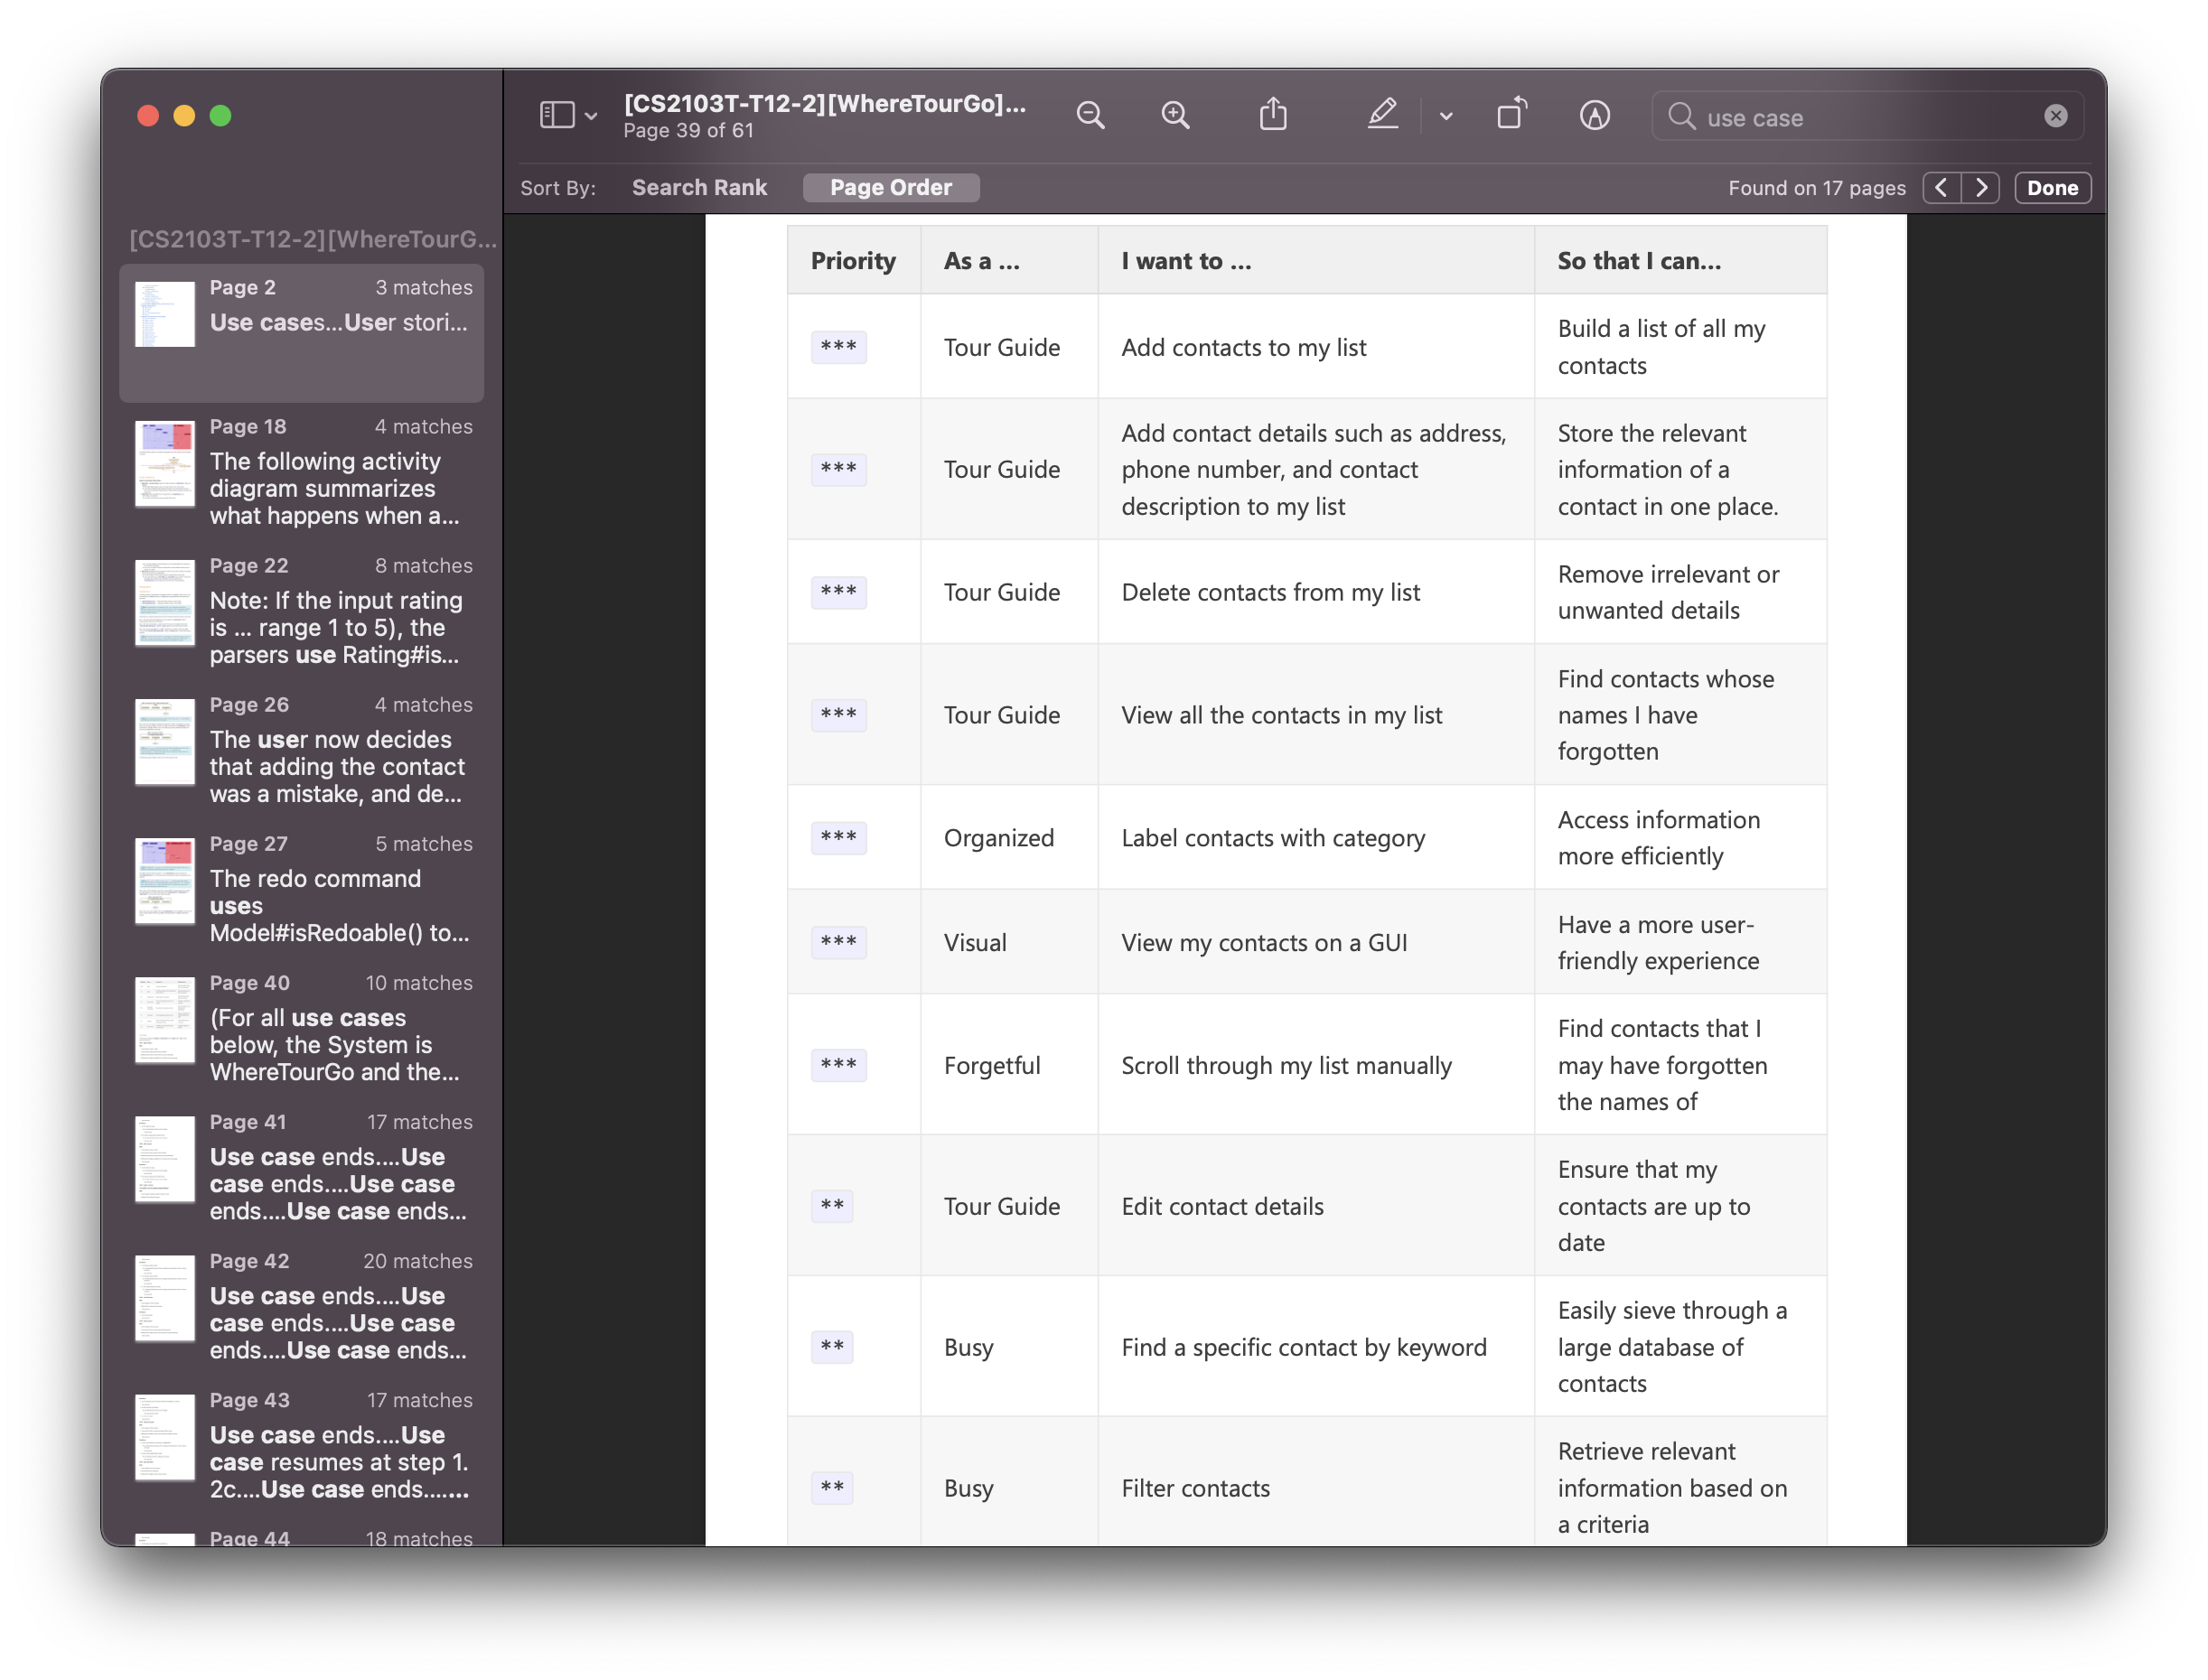 [CS2103T-T12-2][WhereTourGo]...
Page 39 of 61
use case
Sort By:
Search Rank
Page Order
Found on 17 pages
Done
[CS2103T-T12-2][WhereTourG...
Page 2 3 matches
Use cases...User stori...
Page 18 4 matches
The following activity
diagram summarizes
what happens when a...
Page 22 8 matches
Note: If the input rating
is ... range 1 to 5), the
parsers use Rating#is...
Page 26 4 matches
The user now decides
that adding the contact
was a mistake, and de...
Page 27 5 matches
The redo command
uses
Model#isRedoable() to...
Page 40 10 matches
(For all use cases
below, the System is
WhereTourGo and the...
Page 41 17 matches
Use case ends....Use
case ends....Use case
ends....Use case ends...
Page 42 20 matches
Use case ends....Use
case ends....Use case
ends....Use case ends...
Page 43 17 matches
Use case ends....Use
case resumes at step 1.
2c....Use case ends.......
Page 44 18 matches
Priority As a ... I want to ... So that I can...
*** Tour Guide Add contacts to my list
Build a list of all my
contacts
*** Tour Guide
Add contact details such as address,
phone number, and contact
description to my list
Store the relevant
information of a
contact in one place.
*** Tour Guide Delete contacts from my list
Remove irrelevant or
unwanted details
*** Tour Guide View all the contacts in my list
Find contacts whose
names I have
forgotten
*** Organized Label contacts with category
Access information
more efficiently
*** Visual View my contacts on a GUI
Have a more user-
friendly experience
*** Forgetful Scroll through my list manually
Find contacts that I
may have forgotten
the names of
** Tour Guide Edit contact details
Ensure that my
contacts are up to
date
** Busy Find a specific contact by keyword
Easily sieve through a
large database of
contacts
** Busy Filter contacts
Retrieve relevant
information based on
a criteria